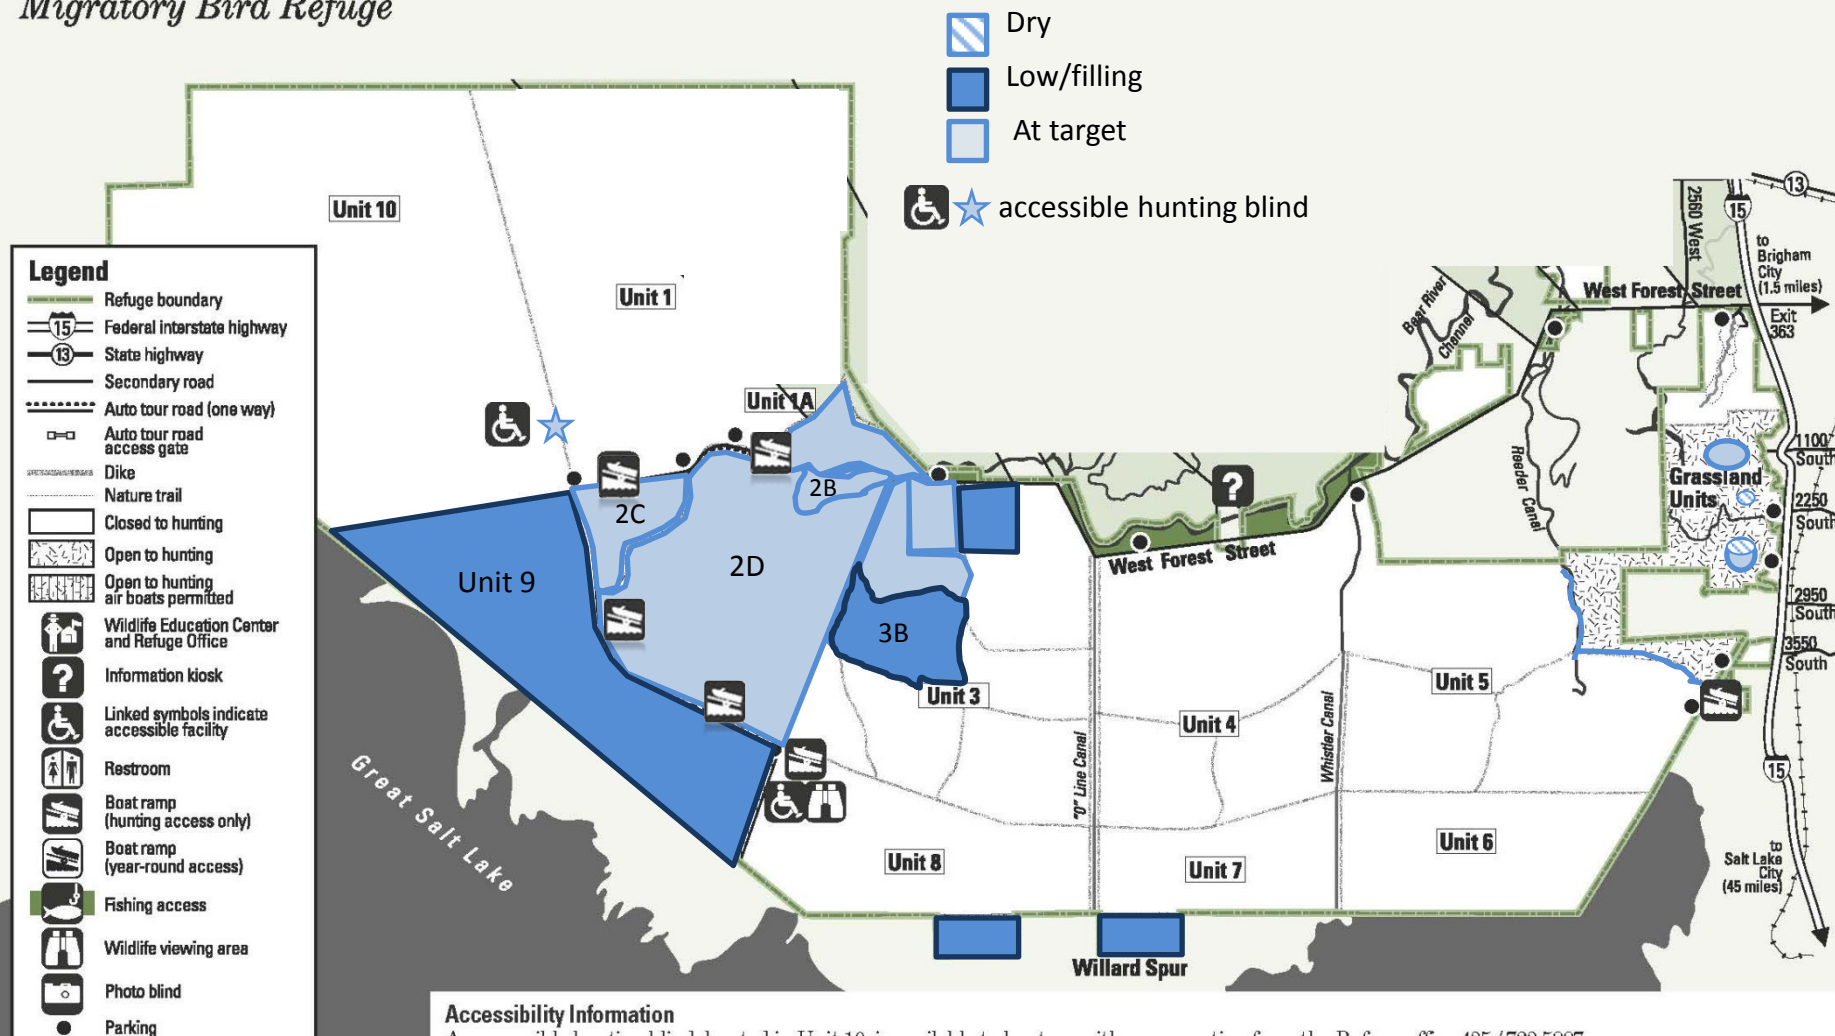 Migratory Bird Refuge
Dry
Low/filling
At target
accessible hunting blind
13
15
2560 West
to
Brigham
City
(1.5 miles)
West Forest Street
Exit
363
Unit 10
Unit 1
Unit 1A
Bear River
Channel
Legend
Refuge boundary
15
Federal interstate highway
13
State highway
Secondary road
Auto tour road (one way)
Auto tour road
access gate
Dike
Nature trail
Closed to hunting
Open to hunting
Open to hunting
air boats permitted
Wildlife Education Center
and Refuge Office
?
Information kiosk
Linked symbols indicate
accessible facility
Restroom
Boat ramp
(hunting access only)
Boat ramp
(year-round access)
Fishing access
Wildlife viewing area
Photo blind
Parking
2B
2C
2D
Unit 9
3B
?
West Forest Street
Reeder Canal
Grassland
Units
1100
South
2250
South
2950
South
3550
South
Unit 3
Unit 4
Unit 5
"O" Line Canal
Whistler Canal
15
Great Salt Lake
Unit 8
Unit 7
Unit 6
to
Salt Lake
City
(45 miles)
Willard Spur
Accessibility Information